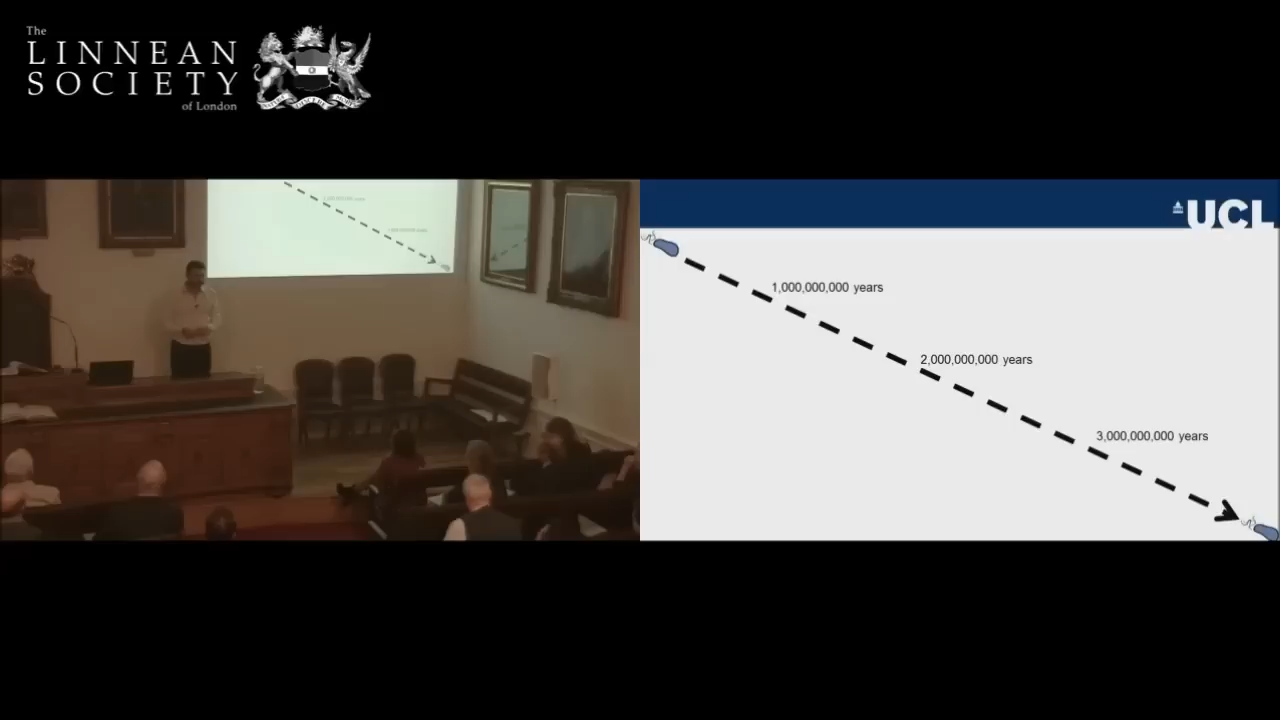 The
LINNEAN
SOCIETY
of London
UCL
1,000,000,000 years
2,000,000,000 years
3,000,000,000 years